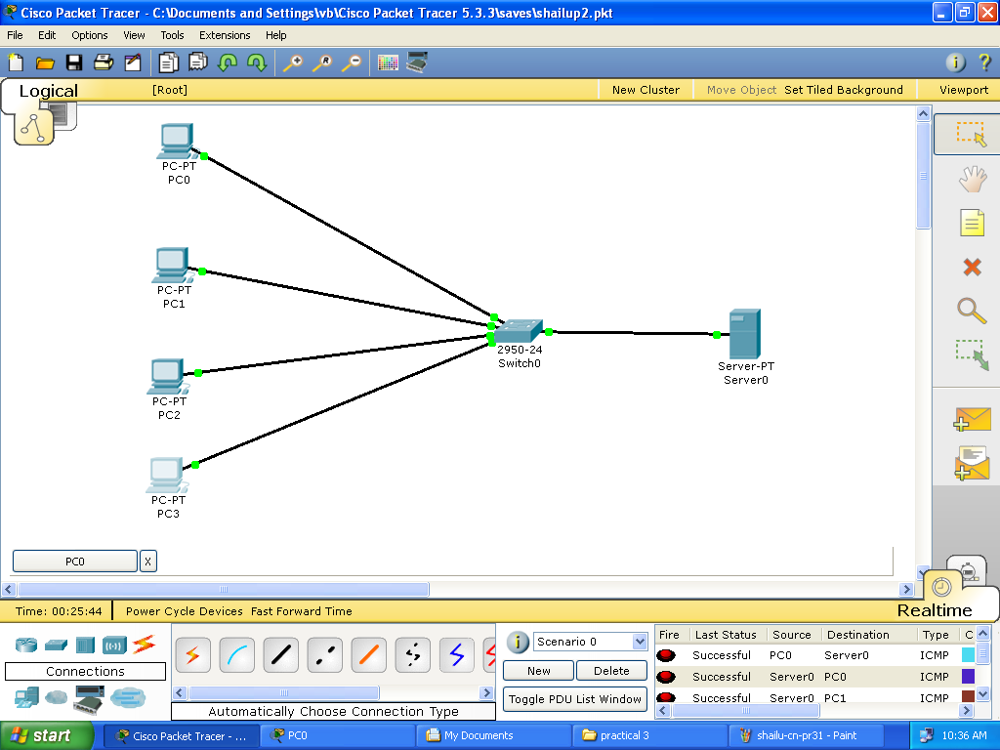 Cisco Packet Tracer - C:\Documents and Settings\vb\Cisco Packet Tracer 5.3.3\saves\shailup2.pkt
File Edit Options View Tools Extensions Help
Logical [Root] New Cluster Move Object Set Tiled Background Viewport
PC-PT
PC0
PC-PT
PC1
PC-PT
PC2
PC-PT
PC3
2950-24
Switch0
Server-PT
Server0
PC0 X
Time: 00:25:44 Power Cycle Devices Fast Forward Time
Realtime
Connections
Automatically Choose Connection Type
Scenario 0
New Delete
Toggle PDU List Window
Fire Last Status Source Destination Type C
Successful PC0 Server0 ICMP
Successful Server0 PC0 ICMP
Successful Server0 PC1 ICMP
start Cisco Packet Tracer - ... PC0 My Documents practical 3 shailu-cn-pr31 - Paint 10:36 AM